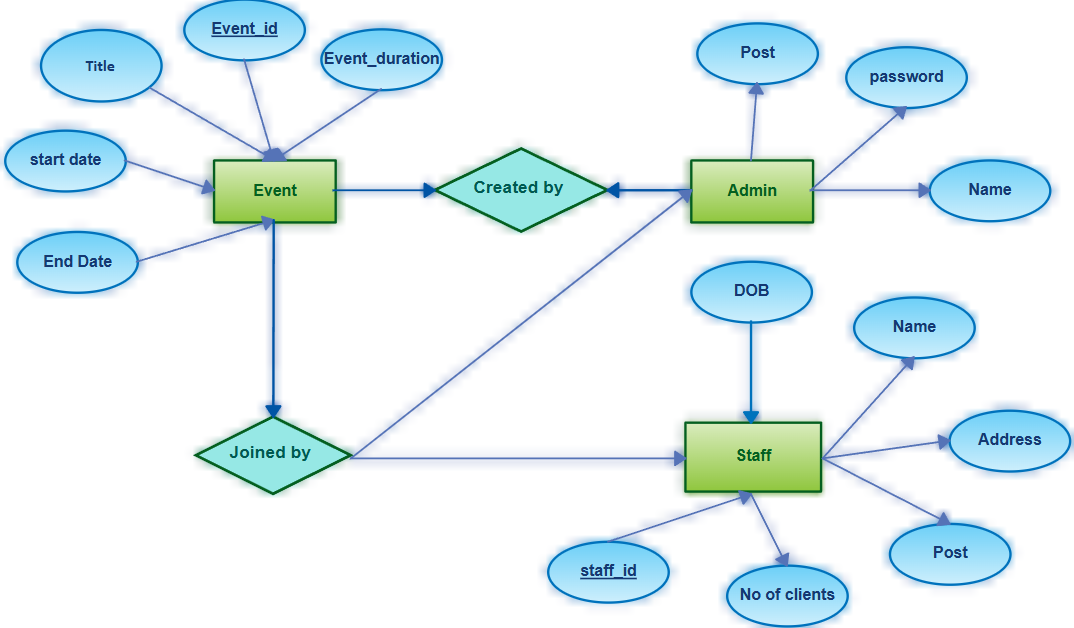 Event_id
Title
Event_duration
Post
password
start date
Event
Created by
Admin
Name
End Date
DOB
Name
Joined by
Staff
Address
Post
staff_id
No of clients